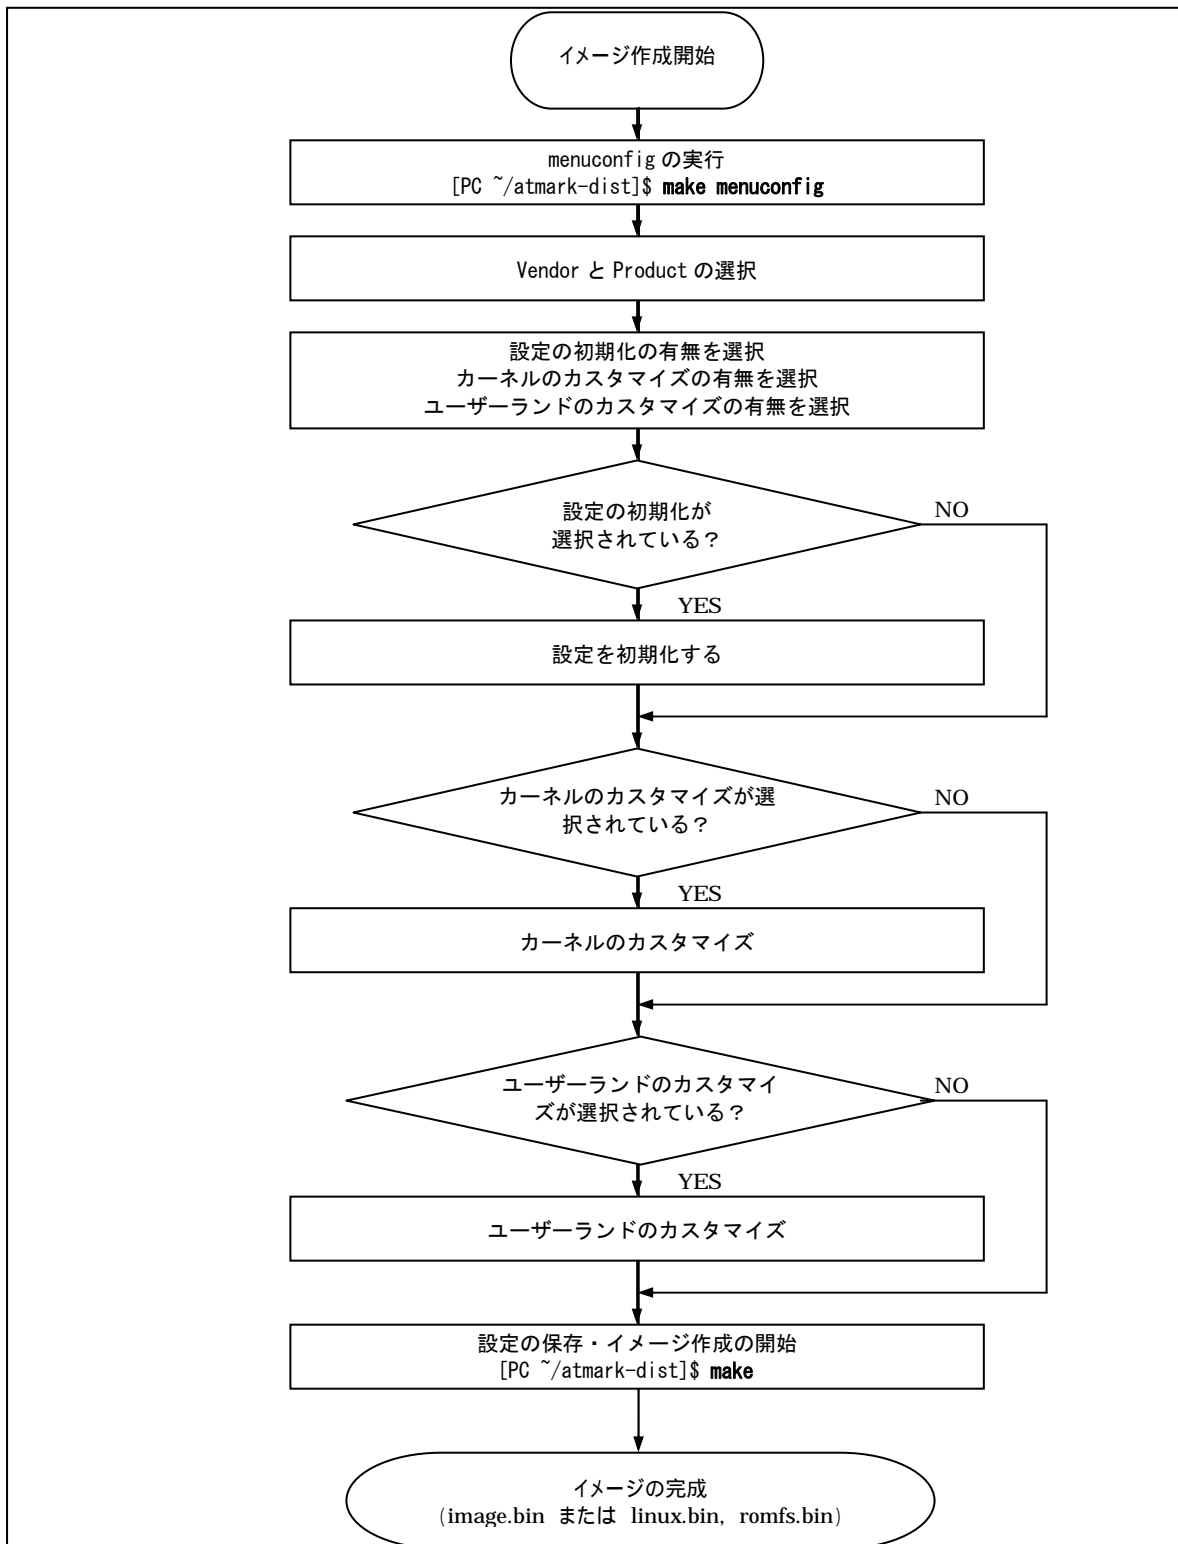 イメージ作成開始
menuconfig の実行
[PC ~/atmark-dist]$ make menuconfig
Vendor と Product の選択
設定の初期化の有無を選択
カーネルのカスタマイズの有無を選択
ユーザーランドのカスタマイズの有無を選択
設定の初期化が
選択されている?
NO
YES
設定を初期化する
カーネルのカスタマイズが選
択されている?
NO
YES
カーネルのカスタマイズ
ユーザーランドのカスタマイ
ズが選択されている?
NO
YES
ユーザーランドのカスタマイズ
設定の保存・イメージ作成の開始
[PC ~/atmark-dist]$ make
イメージの完成
(image.bin または linux.bin, romfs.bin)